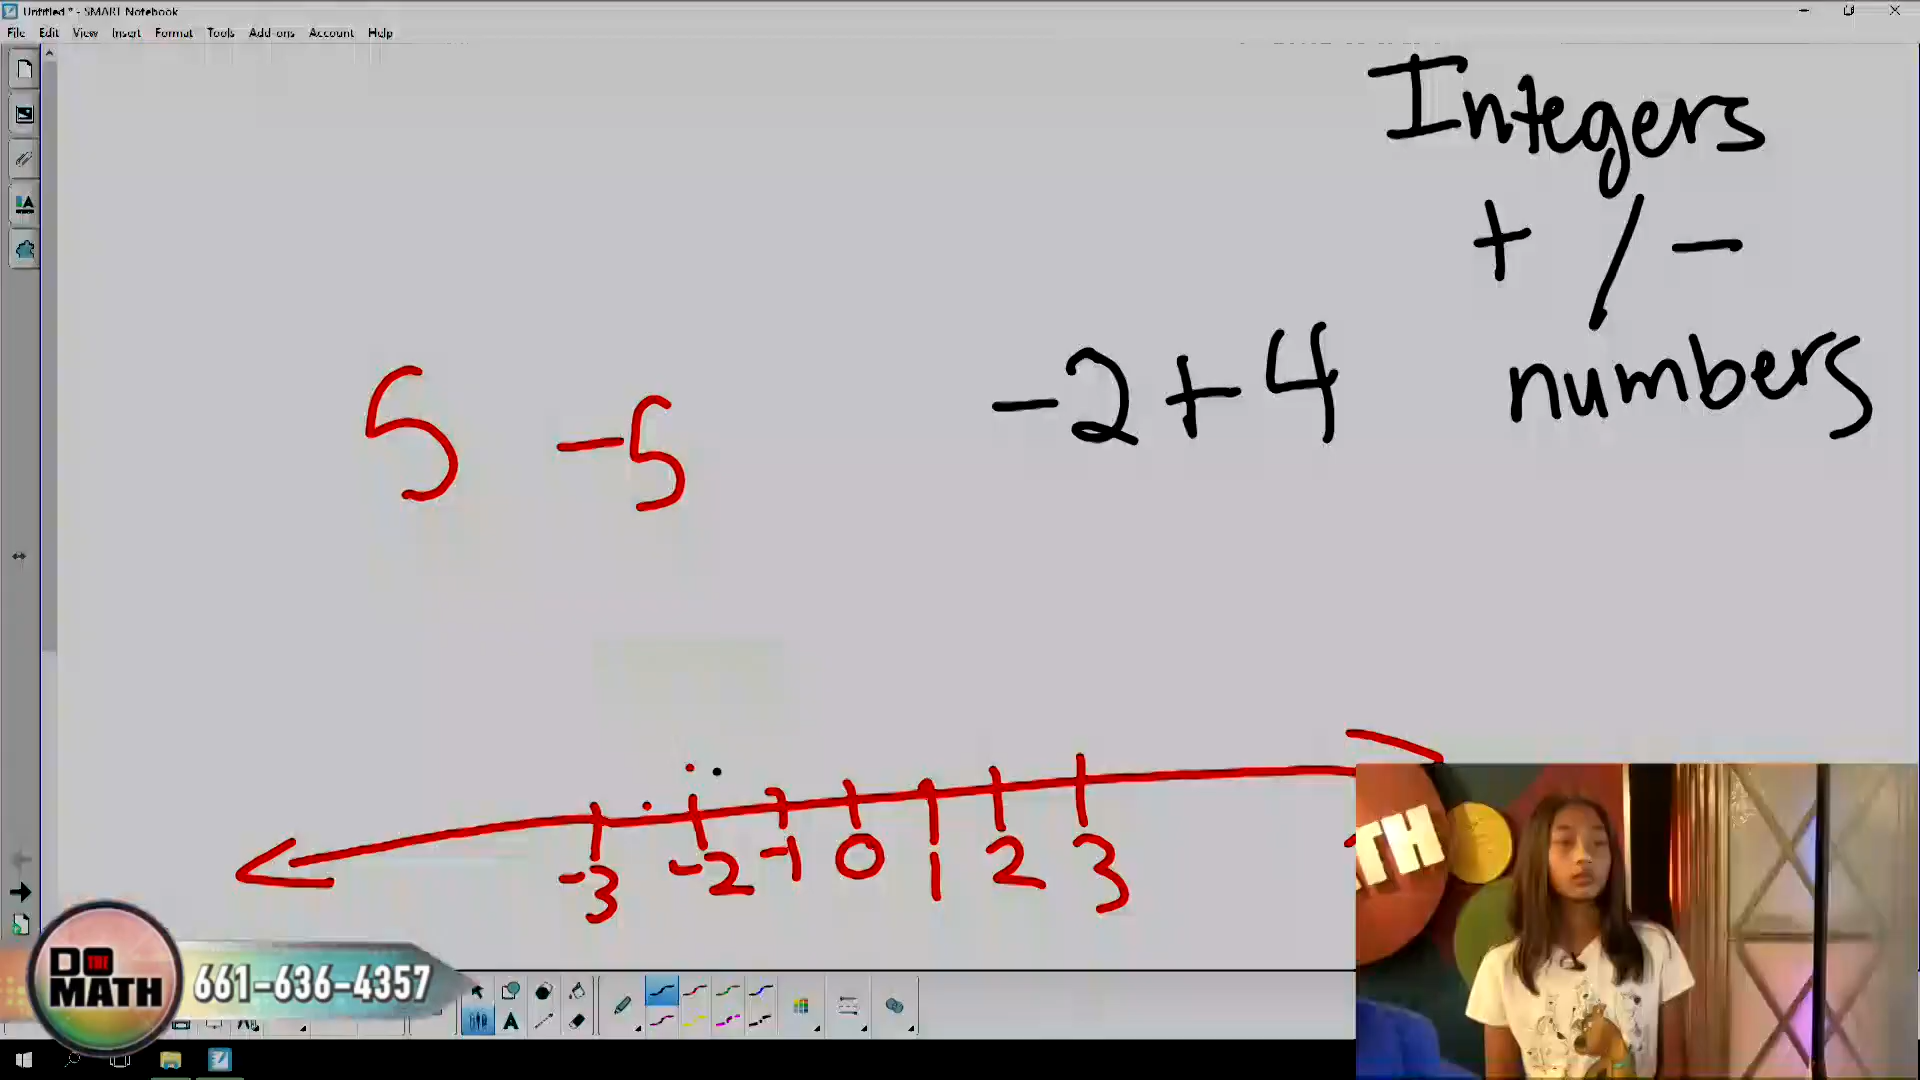 Untitled * - SMART Notebook
File Edit View Insert Format Tools Add-ons Account Help
Integers
+ / -
numbers
5 -5
-2+4
-3 -2 -1 0 1 2 3
DO THE MATH
661-636-4357
ATH